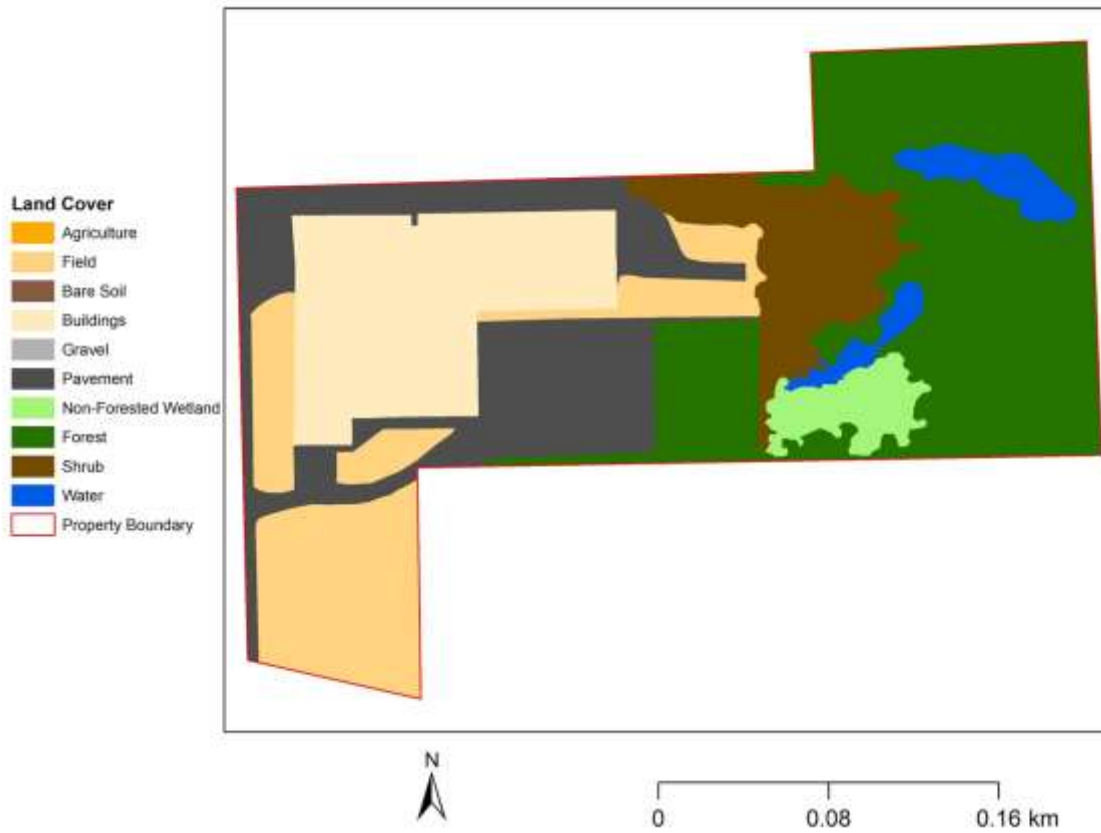 Land Cover
Agriculture
Field
Bare Soil
Buildings
Gravel
Pavement
Non-Forested Wetland
Forest
Shrub
Water
Property Boundary
N
0 0.08 0.16 km